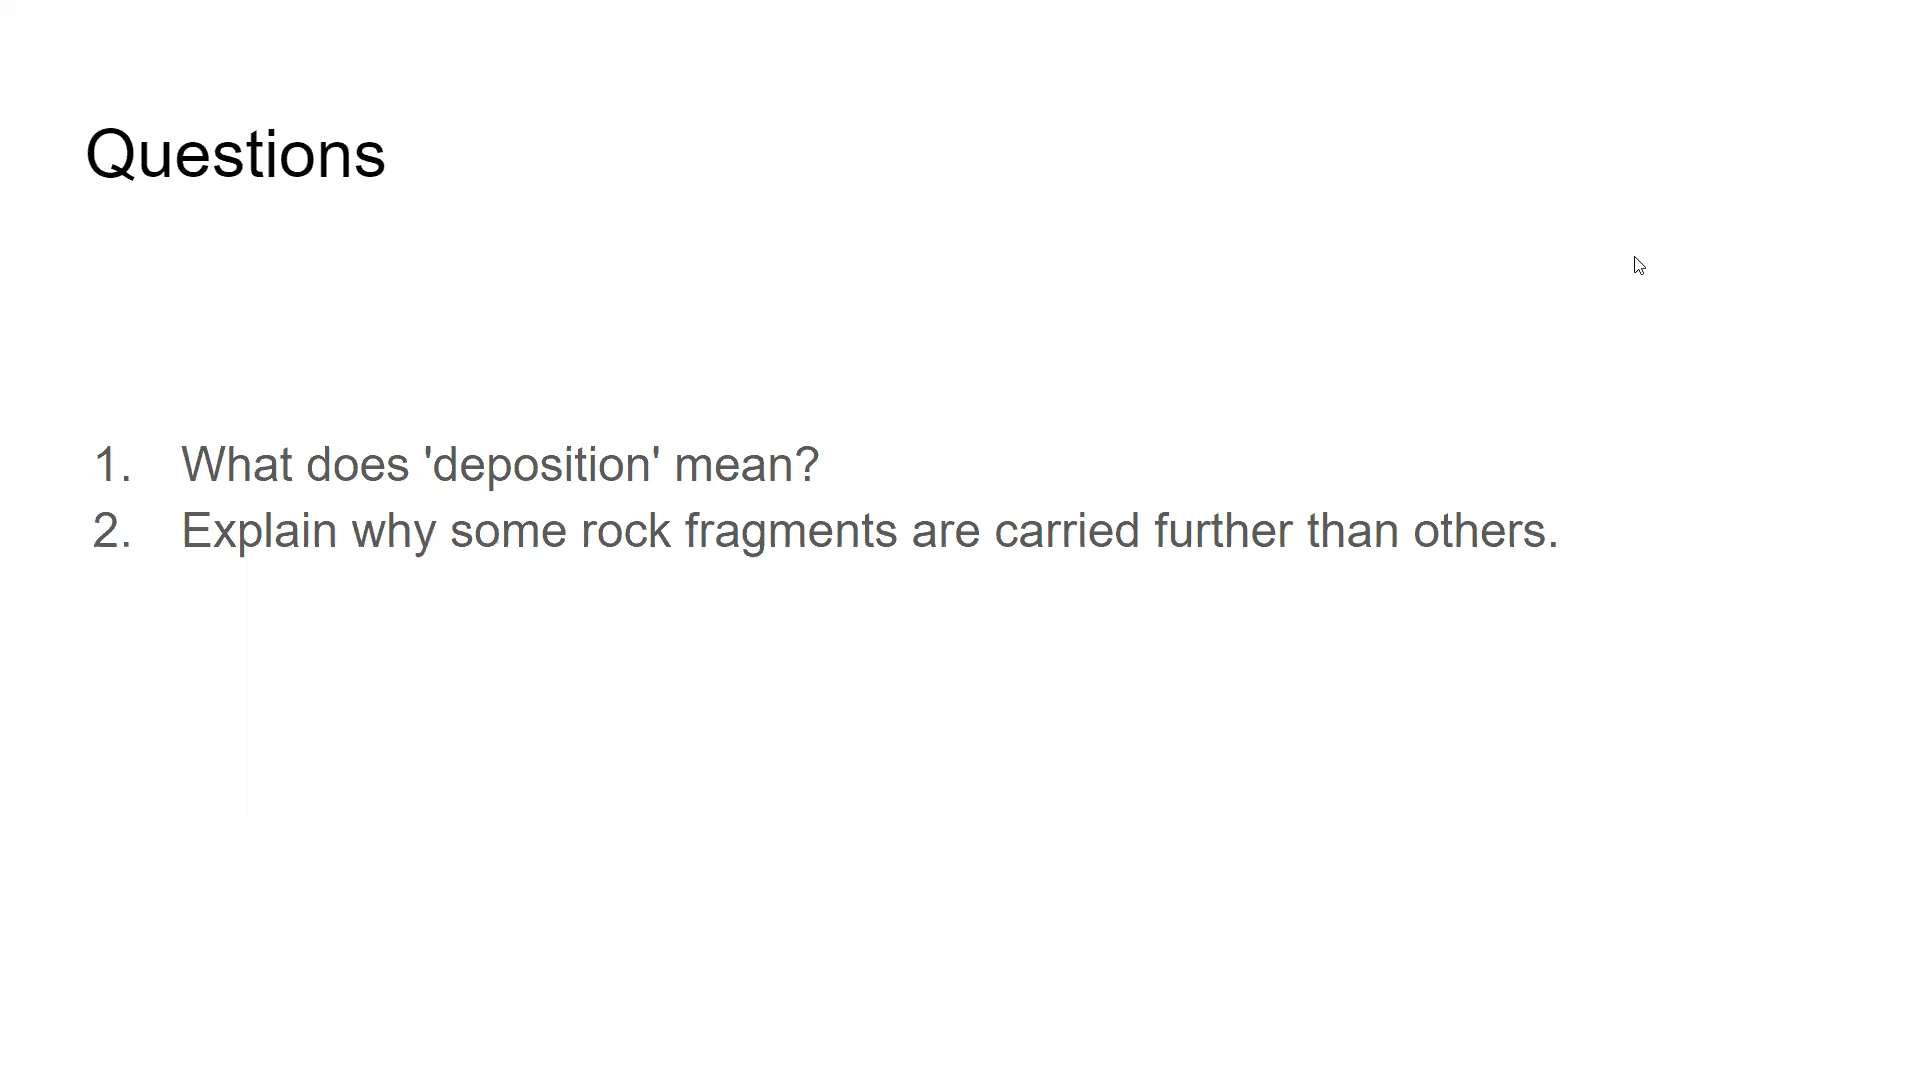 Questions
1. What does 'deposition' mean?
2. Explain why some rock fragments are carried further than others.